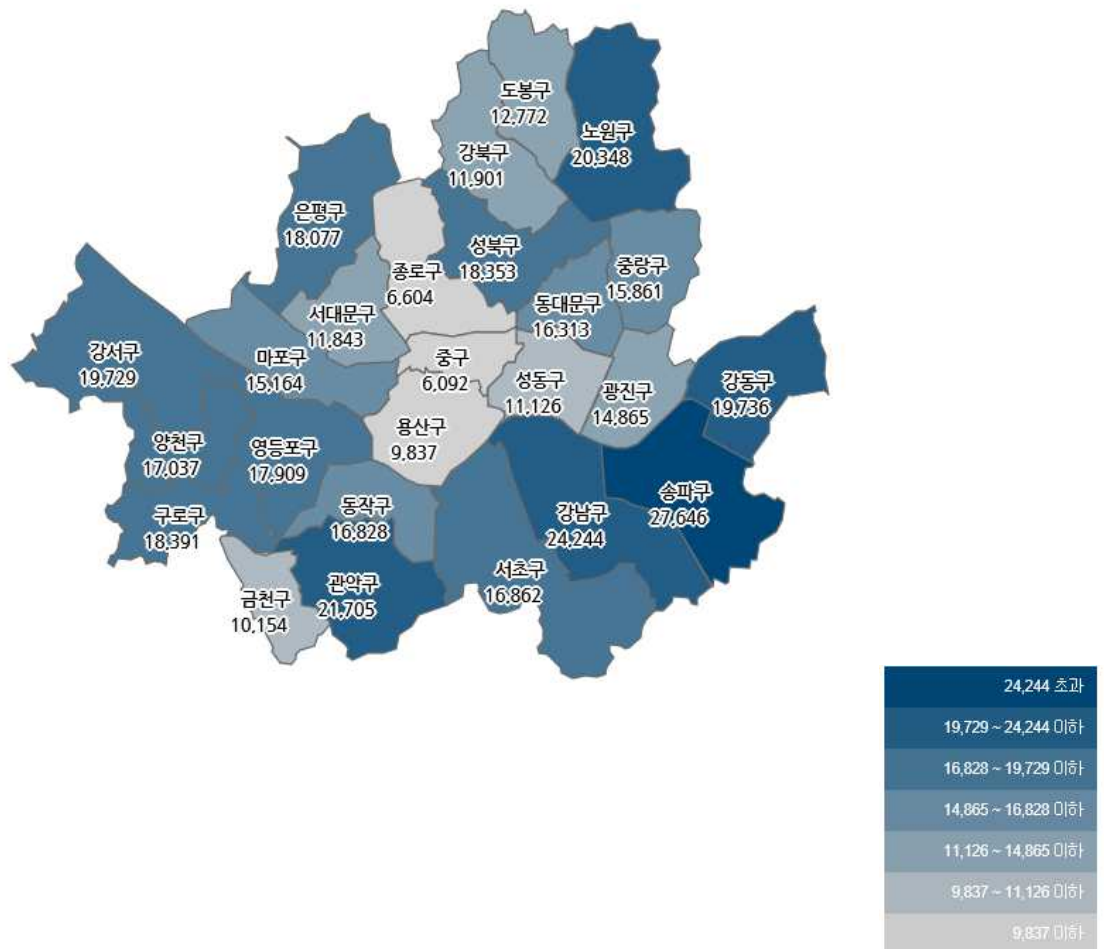 도봉구
12,772
노원구
20,348
강북구
11,901
은평구
18,077
성북구
18,353
중랑구
15,861
종로구
6,604
동대문구
16,313
서대문구
11,843
강서구
19,729
마포구
15,164
중구
6,092
성동구
11,126
광진구
14,865
강동구
19,736
용산구
9,837
양천구
17,037
영등포구
17,909
송파구
27,646
동작구
16,828
강남구
24,244
구로구
18,391
서초구
16,862
관악구
21,705
금천구
10,154
24,244 초과
19,729 ~ 24,244 이하
16,828 ~ 19,729 이하
14,865 ~ 16,828 이하
11,126 ~ 14,865 이하
9,837 ~ 11,126 이하
9,837 이하